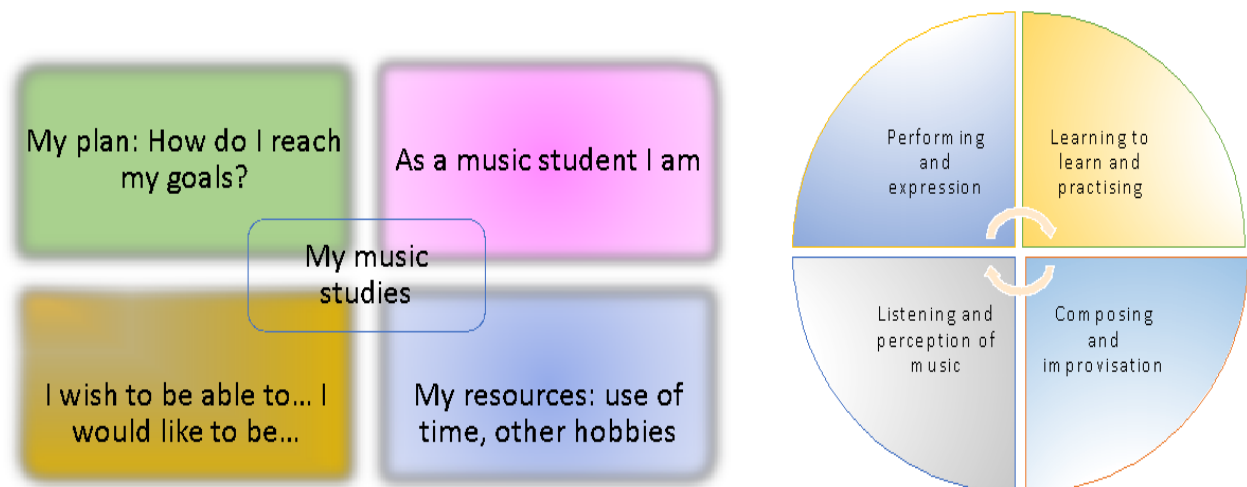 My plan: How do I reach
my goals?
As a music student I am
My music
studies
I wish to be able to... I
would like to be...
My resources: use of
time, other hobbies
Performing
and
expression
Learning to
learn and
practising
Listening and
perception of
music
Composing
and
improvisation